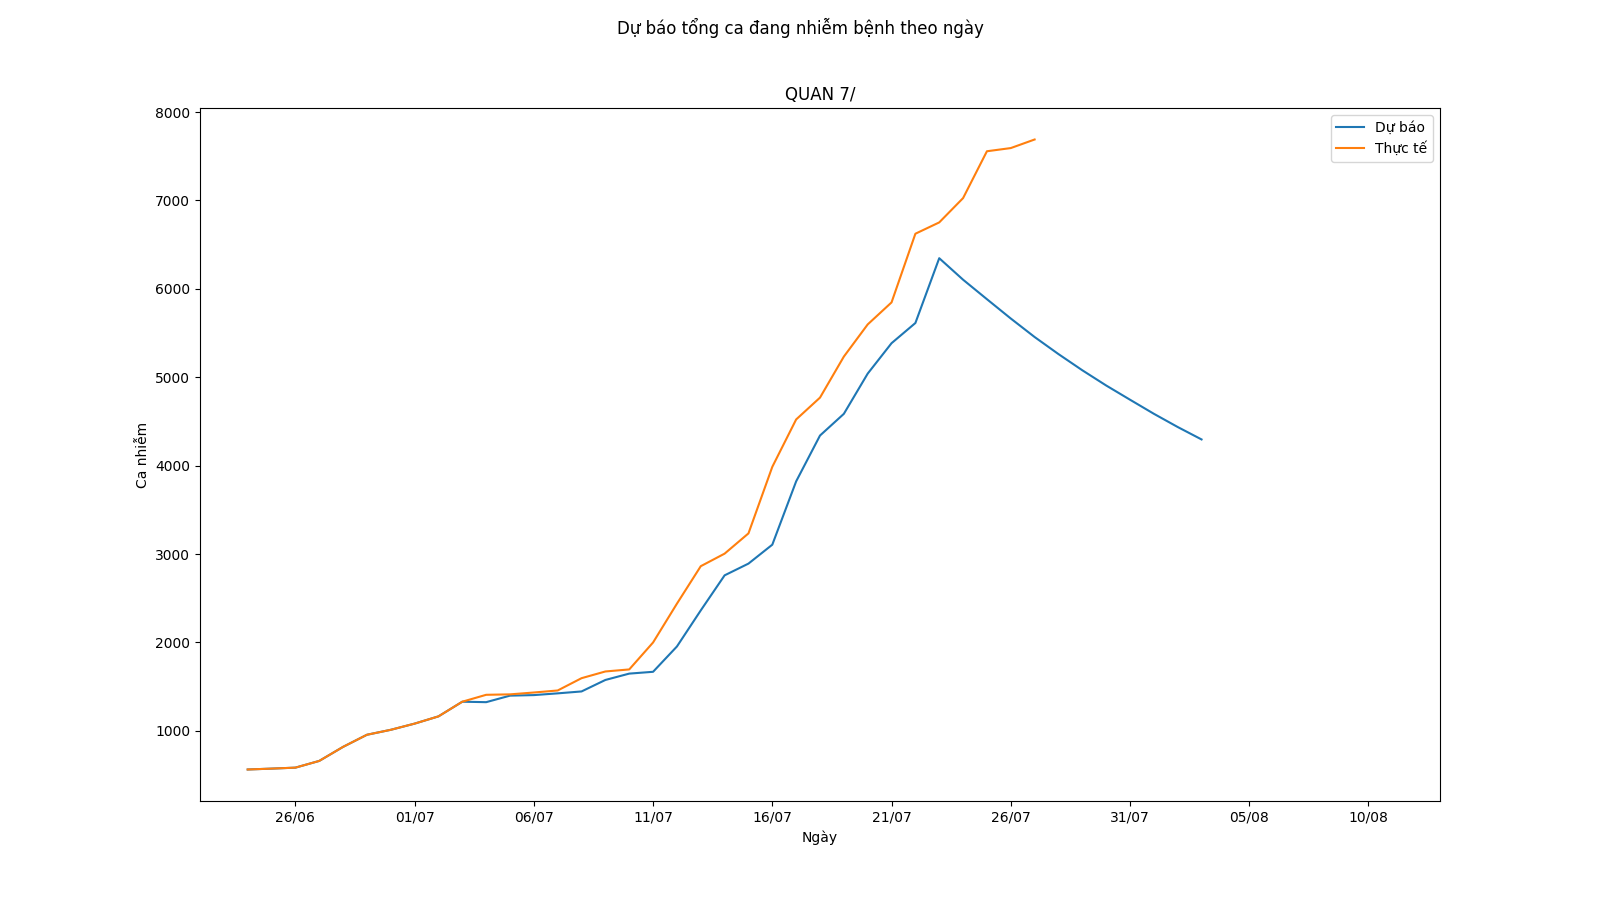 Dự báo tổng ca đang nhiễm bệnh theo ngày
QUAN 7/
Dự báo
Thực tế
8000
7000
6000
5000
4000
3000
2000
1000
Ca nhiễm
26/06 01/07 06/07 11/07 16/07 21/07 26/07 31/07 05/08 10/08
Ngày